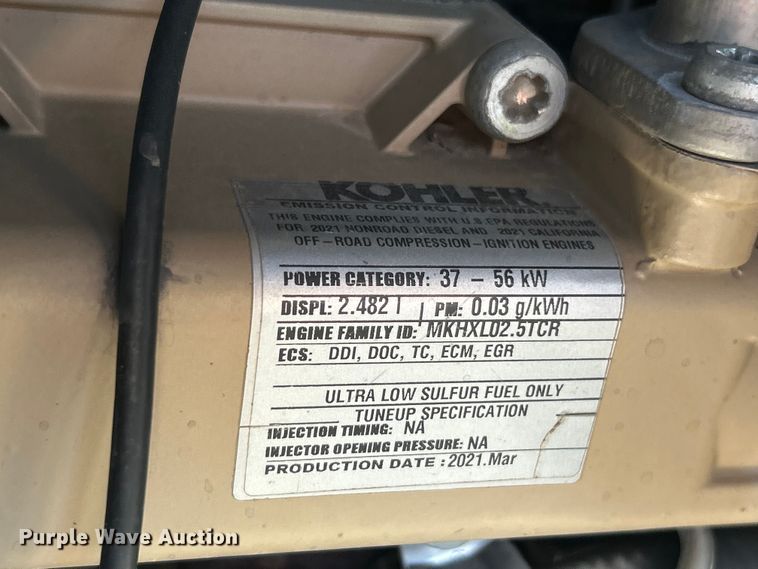 KOHLER
EMISSION CONTROL INFORMATION
THIS ENGINE COMPLIES WITH U.S.EPA REGULATIONS
FOR 2021 NONROAD DIESEL AND 2021 CALIFORNIA
OFF-ROAD COMPRESSION-IGNITION ENGINES
POWER CATEGORY: 37 - 56 kW
DISPL: 2.482 l PM: 0.03 g/kWh
ENGINE FAMILY ID: MKHXL02.5TCR
ECS: DDI, DOC, TC, ECM, EGR
ULTRA LOW SULFUR FUEL ONLY
TUNEUP SPECIFICATION
INJECTION TIMING: NA
INJECTOR OPENING PRESSURE: NA
PRODUCTION DATE : 2021.Mar
Purple Wave Auction